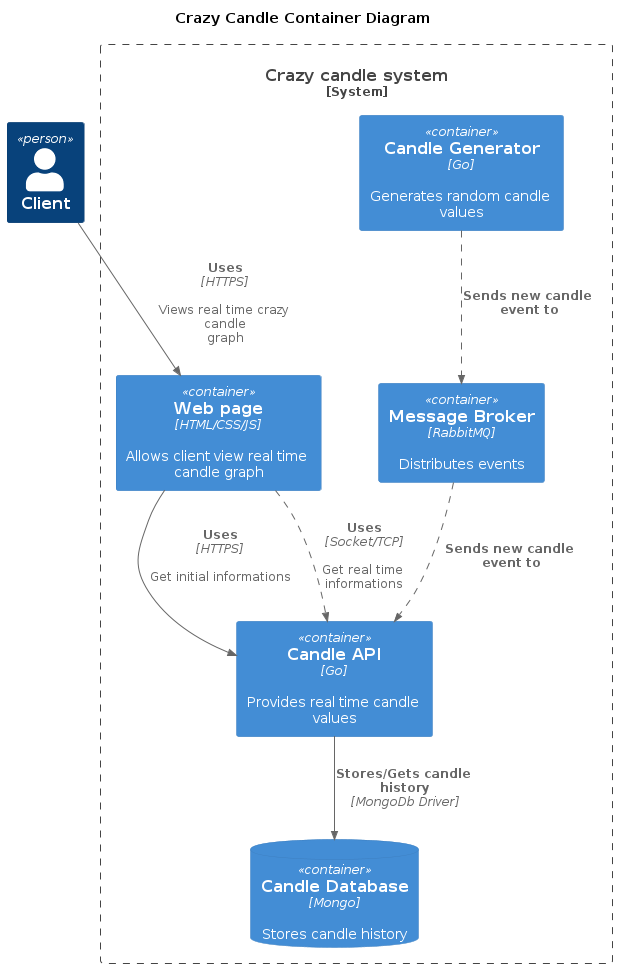 Crazy Candle Container Diagram
Crazy candle system
[System]
«person»
Client
«container»
Candle Generator
[Go]
Generates random candle
values
Uses
[HTTPS]
Views real time crazy
candle
graph
Sends new candle
event to
«container»
Web page
[HTML/CSS/JS]
Allows client view real time
candle graph
«container»
Message Broker
[RabbitMQ]
Distributes events
Uses
[HTTPS]
Get initial informations
Uses
[Socket/TCP]
Get real time
informations
Sends new candle
event to
«container»
Candle API
[Go]
Provides real time candle
values
Stores/Gets candle
history
[MongoDb Driver]
«container»
Candle Database
[Mongo]
Stores candle history